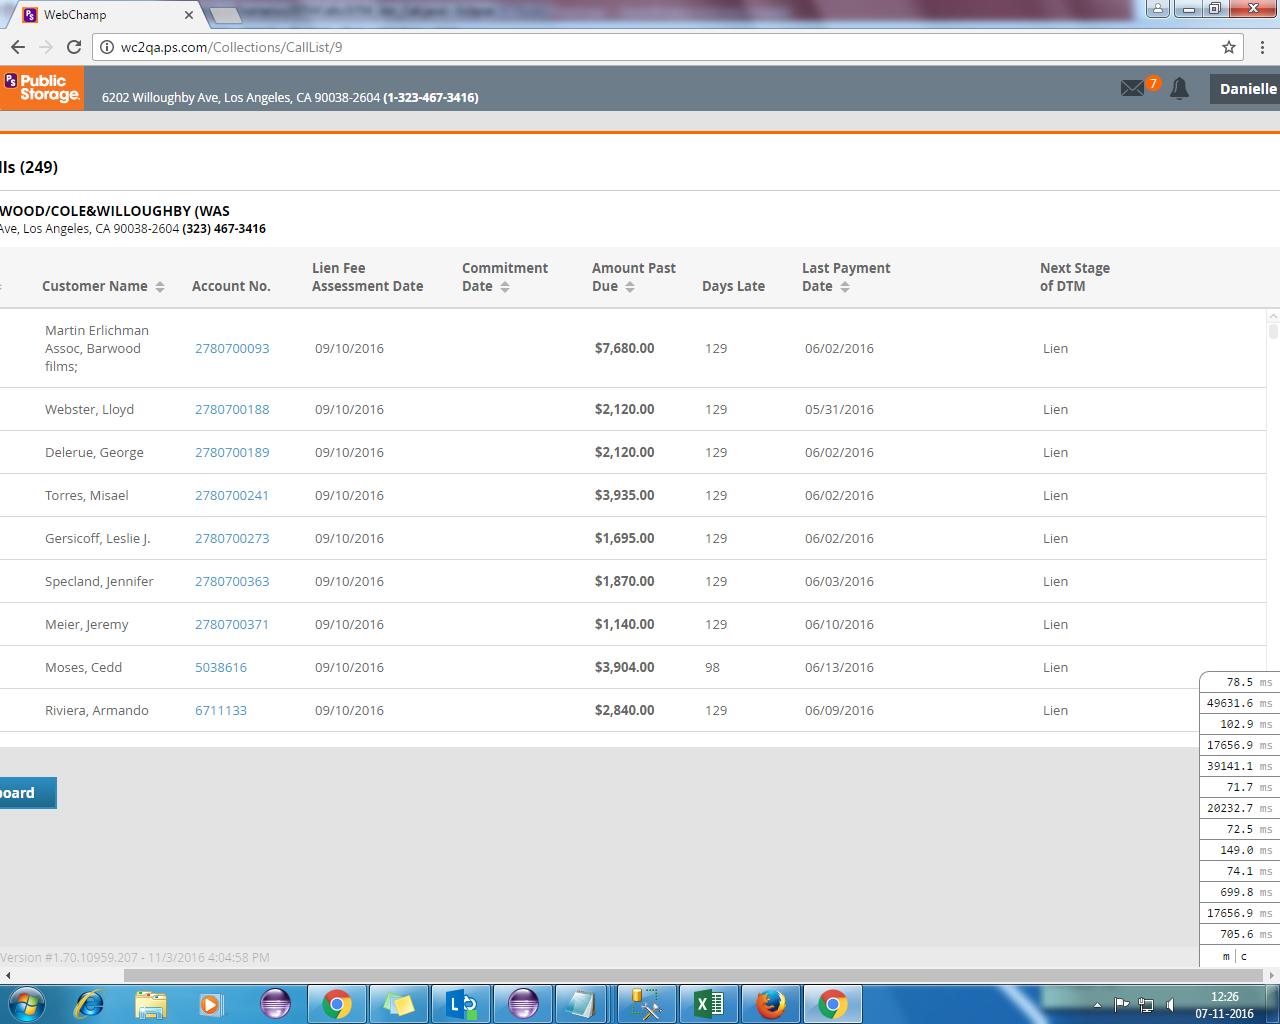 WebChamp
wc2qa.ps.com/Collections/CallList/9
PS Public Storage.
6202 Willoughby Ave, Los Angeles, CA 90038-2604 (1-323-467-3416)
7
Danielle
lls (249)
WOOD/COLE&WILLOUGHBY (WAS
Ave, Los Angeles, CA 90038-2604 (323) 467-3416
Customer Name Account No. Lien Fee Assessment Date Commitment Date Amount Past Due Days Late Last Payment Date Next Stage of DTM
Martin Erlichman Assoc, Barwood films; 2780700093 09/10/2016 $7,680.00 129 06/02/2016 Lien
Webster, Lloyd 2780700188 09/10/2016 $2,120.00 129 05/31/2016 Lien
Delerue, George 2780700189 09/10/2016 $2,120.00 129 06/02/2016 Lien
Torres, Misael 2780700241 09/10/2016 $3,935.00 129 06/02/2016 Lien
Gersicoff, Leslie J. 2780700273 09/10/2016 $1,695.00 129 06/02/2016 Lien
Specland, Jennifer 2780700363 09/10/2016 $1,870.00 129 06/03/2016 Lien
Meier, Jeremy 2780700371 09/10/2016 $1,140.00 129 06/10/2016 Lien
Moses, Cedd 5038616 09/10/2016 $3,904.00 98 06/13/2016 Lien
Riviera, Armando 6711133 09/10/2016 $2,840.00 129 06/09/2016 Lien
78.5 ms
49631.6 ms
102.9 ms
17656.9 ms
39141.1 ms
71.7 ms
20232.7 ms
72.5 ms
149.0 ms
74.1 ms
699.8 ms
17656.9 ms
705.6 ms
m | c
board
Version #1.70.10959.207 - 11/3/2016 4:04:58 PM
12:26
07-11-2016